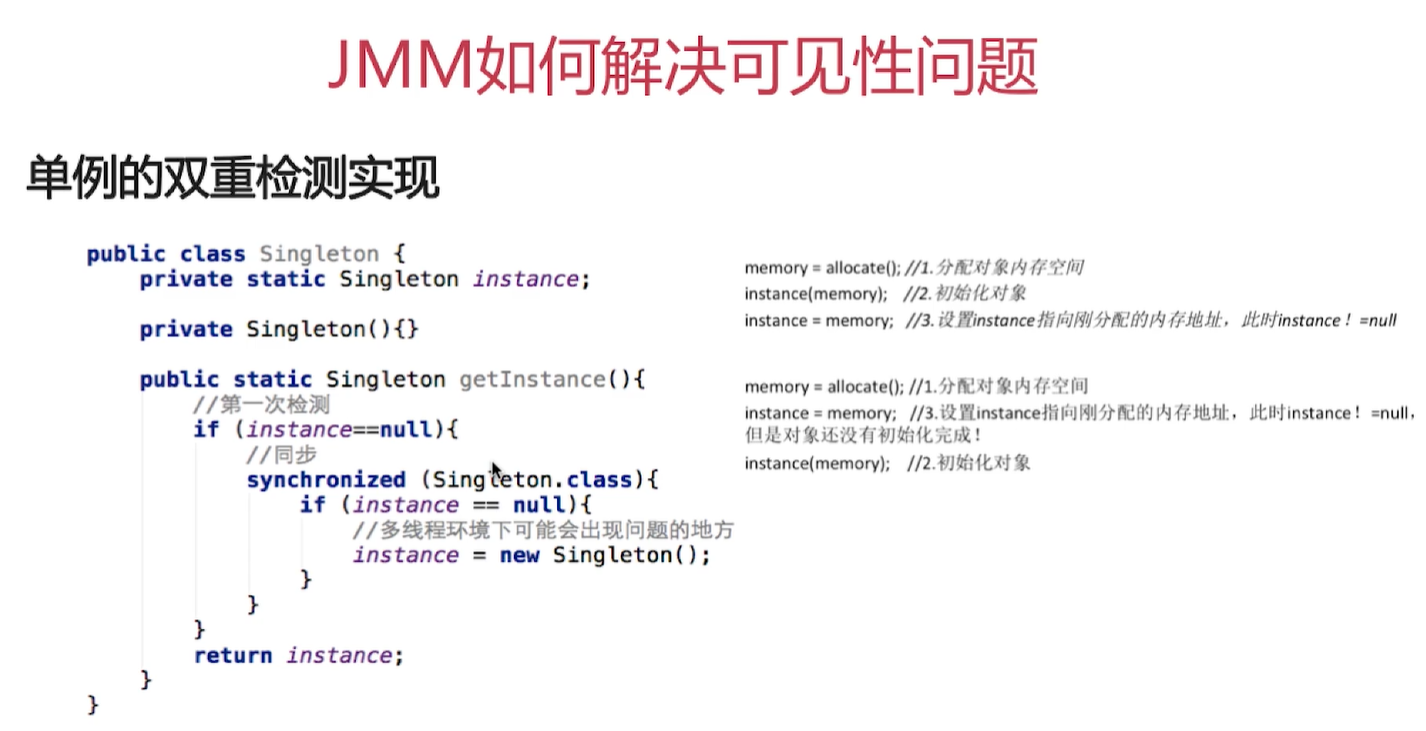 JMM如何解决可见性问题
单例的双重检测实现
public class Singleton {
private static Singleton instance;
private Singleton(){}
public static Singleton getInstance(){
//第一次检测
if (instance==null){
//同步
synchronized (Singleton.class){
if (instance == null){
//多线程环境下可能会出现问题的地方
instance = new Singleton();
}
}
}
return instance;
}
}
memory = allocate(); //1.分配对象内存空间
instance(memory); //2.初始化对象
instance = memory; //3.设置instance指向刚分配的内存地址，此时instance！=null
memory = allocate(); //1.分配对象内存空间
instance = memory; //3.设置instance指向刚分配的内存地址，此时instance！=null，
但是对象还没有初始化完成！
instance(memory); //2.初始化对象